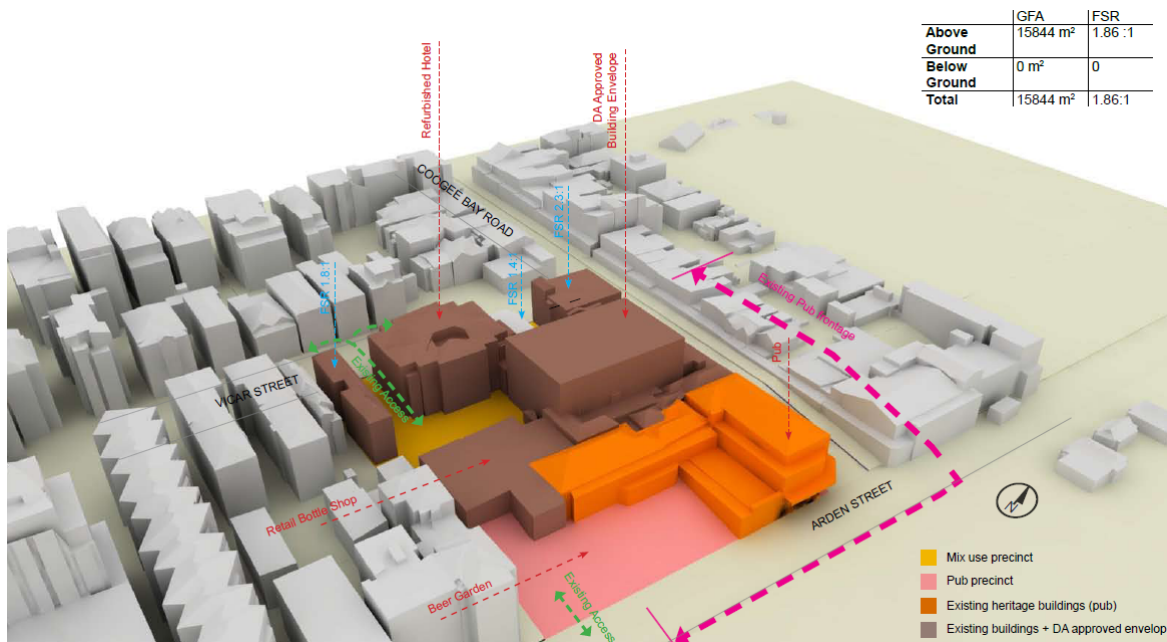 GFA FSR
Above Ground 15844 m² 1.86 :1
Below Ground 0 m² 0
Total 15844 m² 1.86:1
Refurbished Hotel
DA Approved
Building Envelope
COOGEE BAY ROAD
FSR 2.3:1
FSR 1.4:1
FSR 1.8:1
Existing Pub frontage
Pub
Existing Access
VICAR STREET
Retail Bottle Shop
ARDEN STREET
Beer Garden
Existing Access
N
Mix use precinct
Pub precinct
Existing heritage buildings (pub)
Existing buildings + DA approved envelop